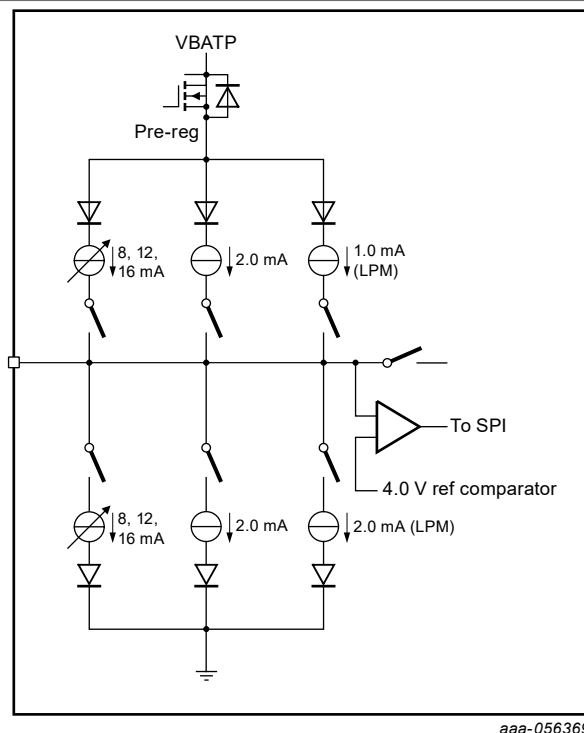 VBATP
Pre-reg
8, 12,
16 mA
2.0 mA
1.0 mA
(LPM)
To SPI
4.0 V ref comparator
8, 12,
16 mA
2.0 mA
2.0 mA (LPM)
aaa-056369